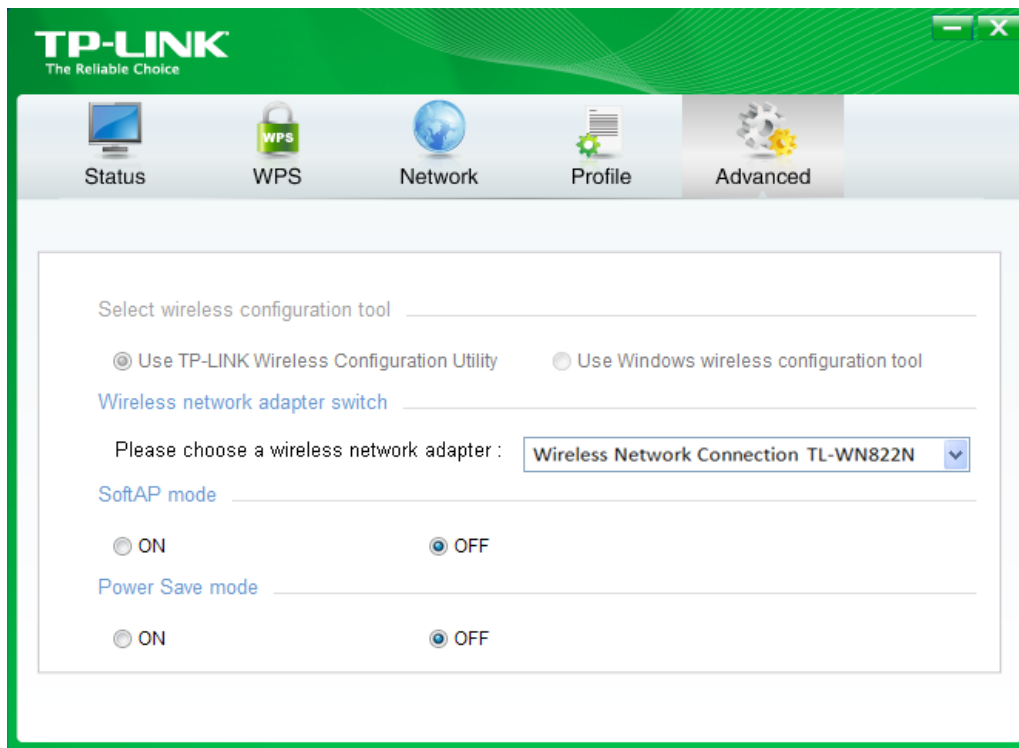 TP-LINK
The Reliable Choice
WPS
Status WPS Network Profile Advanced
Select wireless configuration tool
Use TP-LINK Wireless Configuration Utility Use Windows wireless configuration tool
Wireless network adapter switch
Please choose a wireless network adapter : Wireless Network Connection TL-WN822N
SoftAP mode
ON OFF
Power Save mode
ON OFF